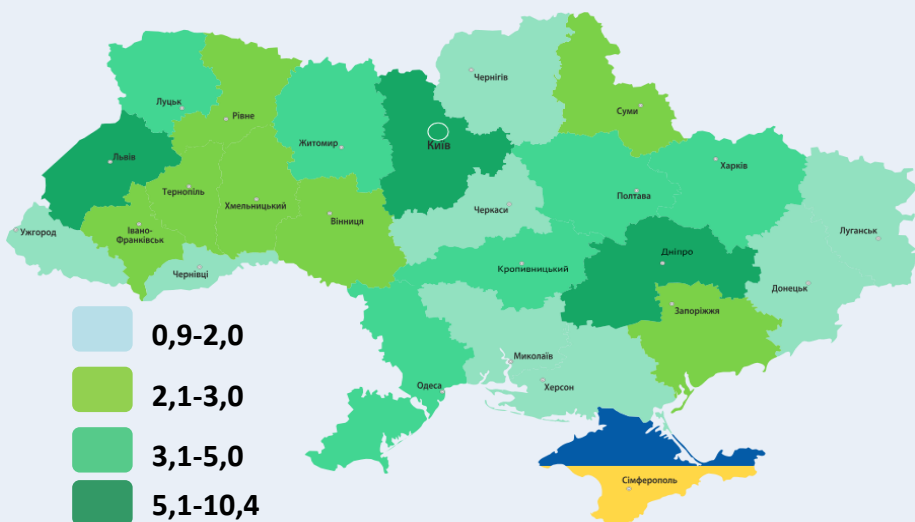 Чернігів
Луцьк
Рівне
Суми
Житомир
Київ
Львів
Харків
Тернопіль
Полтава
Хмельницький
Вінниця
Черкаси
Ужгород
Івано-
Франківськ
Луганськ
Чернівці
Кропивницький
Дніпро
Донецьк
Запоріжжя
0,9-2,0
Миколаїв
Одеса
Херсон
2,1-3,0
3,1-5,0
Сімферополь
5,1-10,4